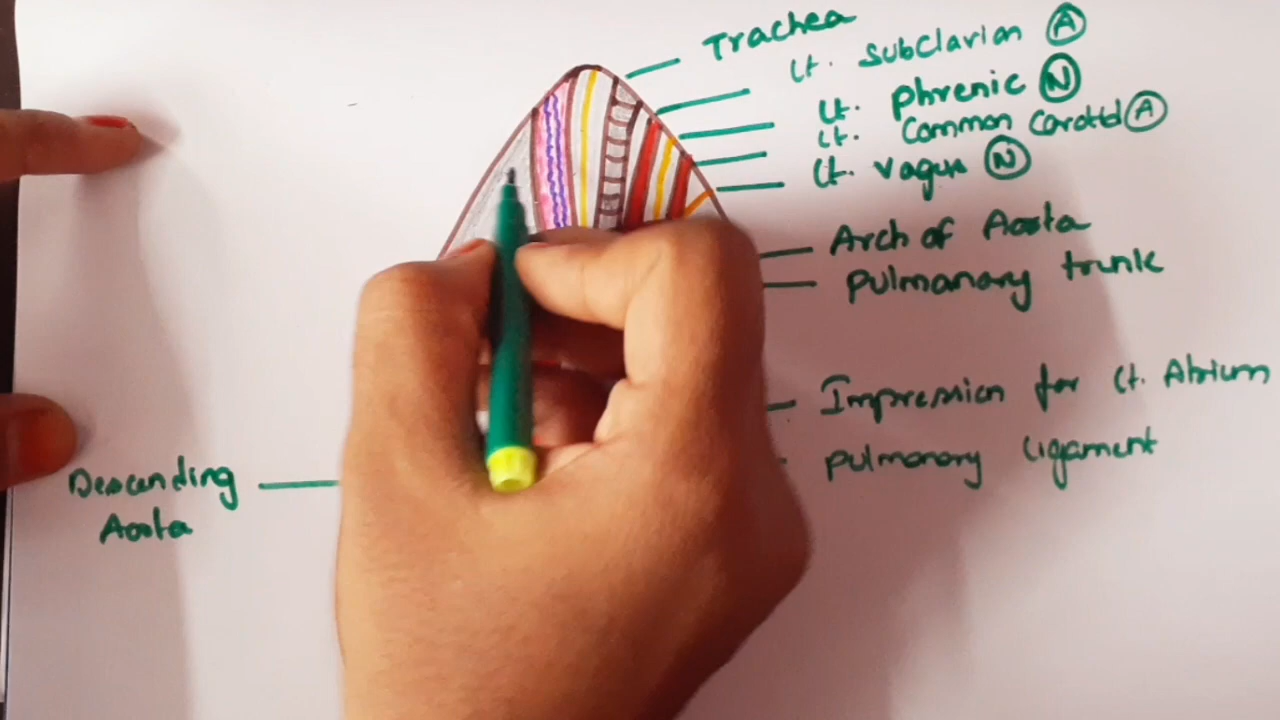 Trachea
Lt. Subclavian A
Lt. Phrenic N
Lt. Common Carotid A
Lt. Vagus N
Arch of Aorta
Pulmonary trunk
Impression for Lt. Atrium
Pulmonary ligament
Descending
Aorta